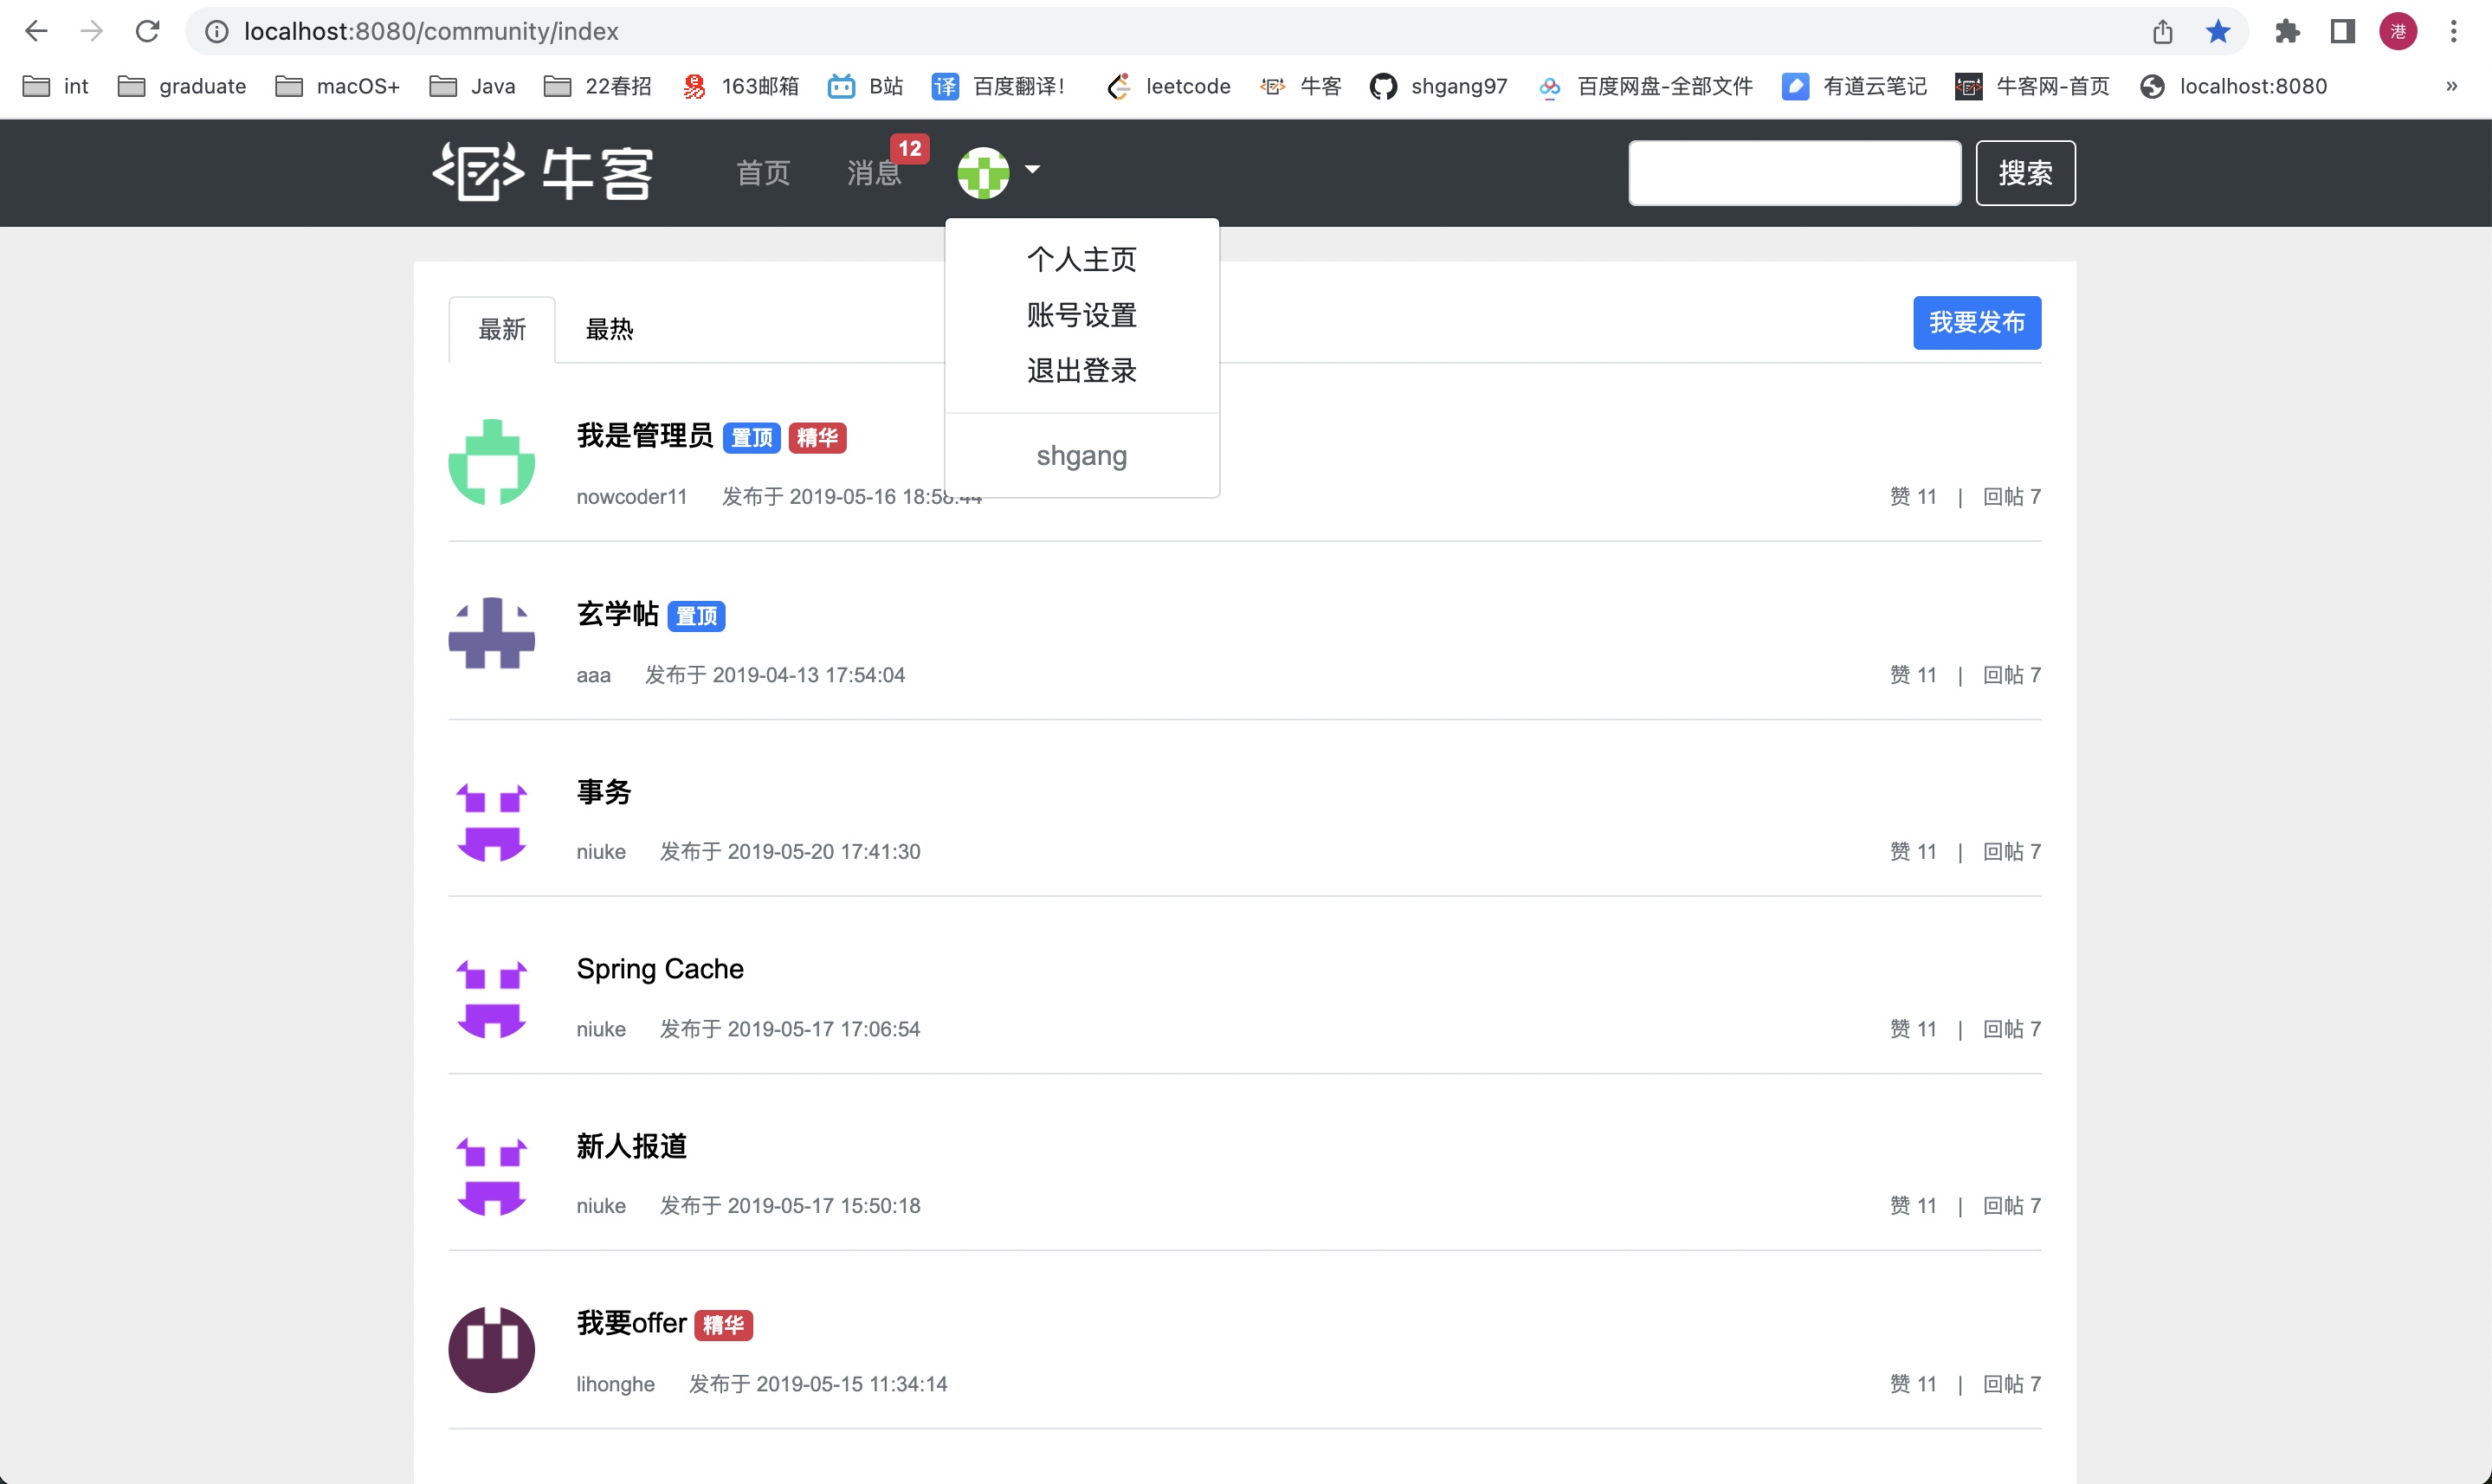 localhost:8080/community/index
港
int graduate macOS+ Java 22春招 163邮箱 B站 译 百度翻译! leetcode 牛客 shgang97 百度网盘-全部文件 有道云笔记 牛客网-首页 localhost:8080 »
牛客 首页 消息 12 搜索
个人主页
账号设置
退出登录
shgang
最新 最热 我要发布
我是管理员 置顶 精华
nowcoder11 发布于 2019-05-16 18:58:44 赞 11 | 回帖 7
玄学帖 置顶
aaa 发布于 2019-04-13 17:54:04 赞 11 | 回帖 7
事务
niuke 发布于 2019-05-20 17:41:30 赞 11 | 回帖 7
Spring Cache
niuke 发布于 2019-05-17 17:06:54 赞 11 | 回帖 7
新人报道
niuke 发布于 2019-05-17 15:50:18 赞 11 | 回帖 7
我要offer 精华
lihonghe 发布于 2019-05-15 11:34:14 赞 11 | 回帖 7